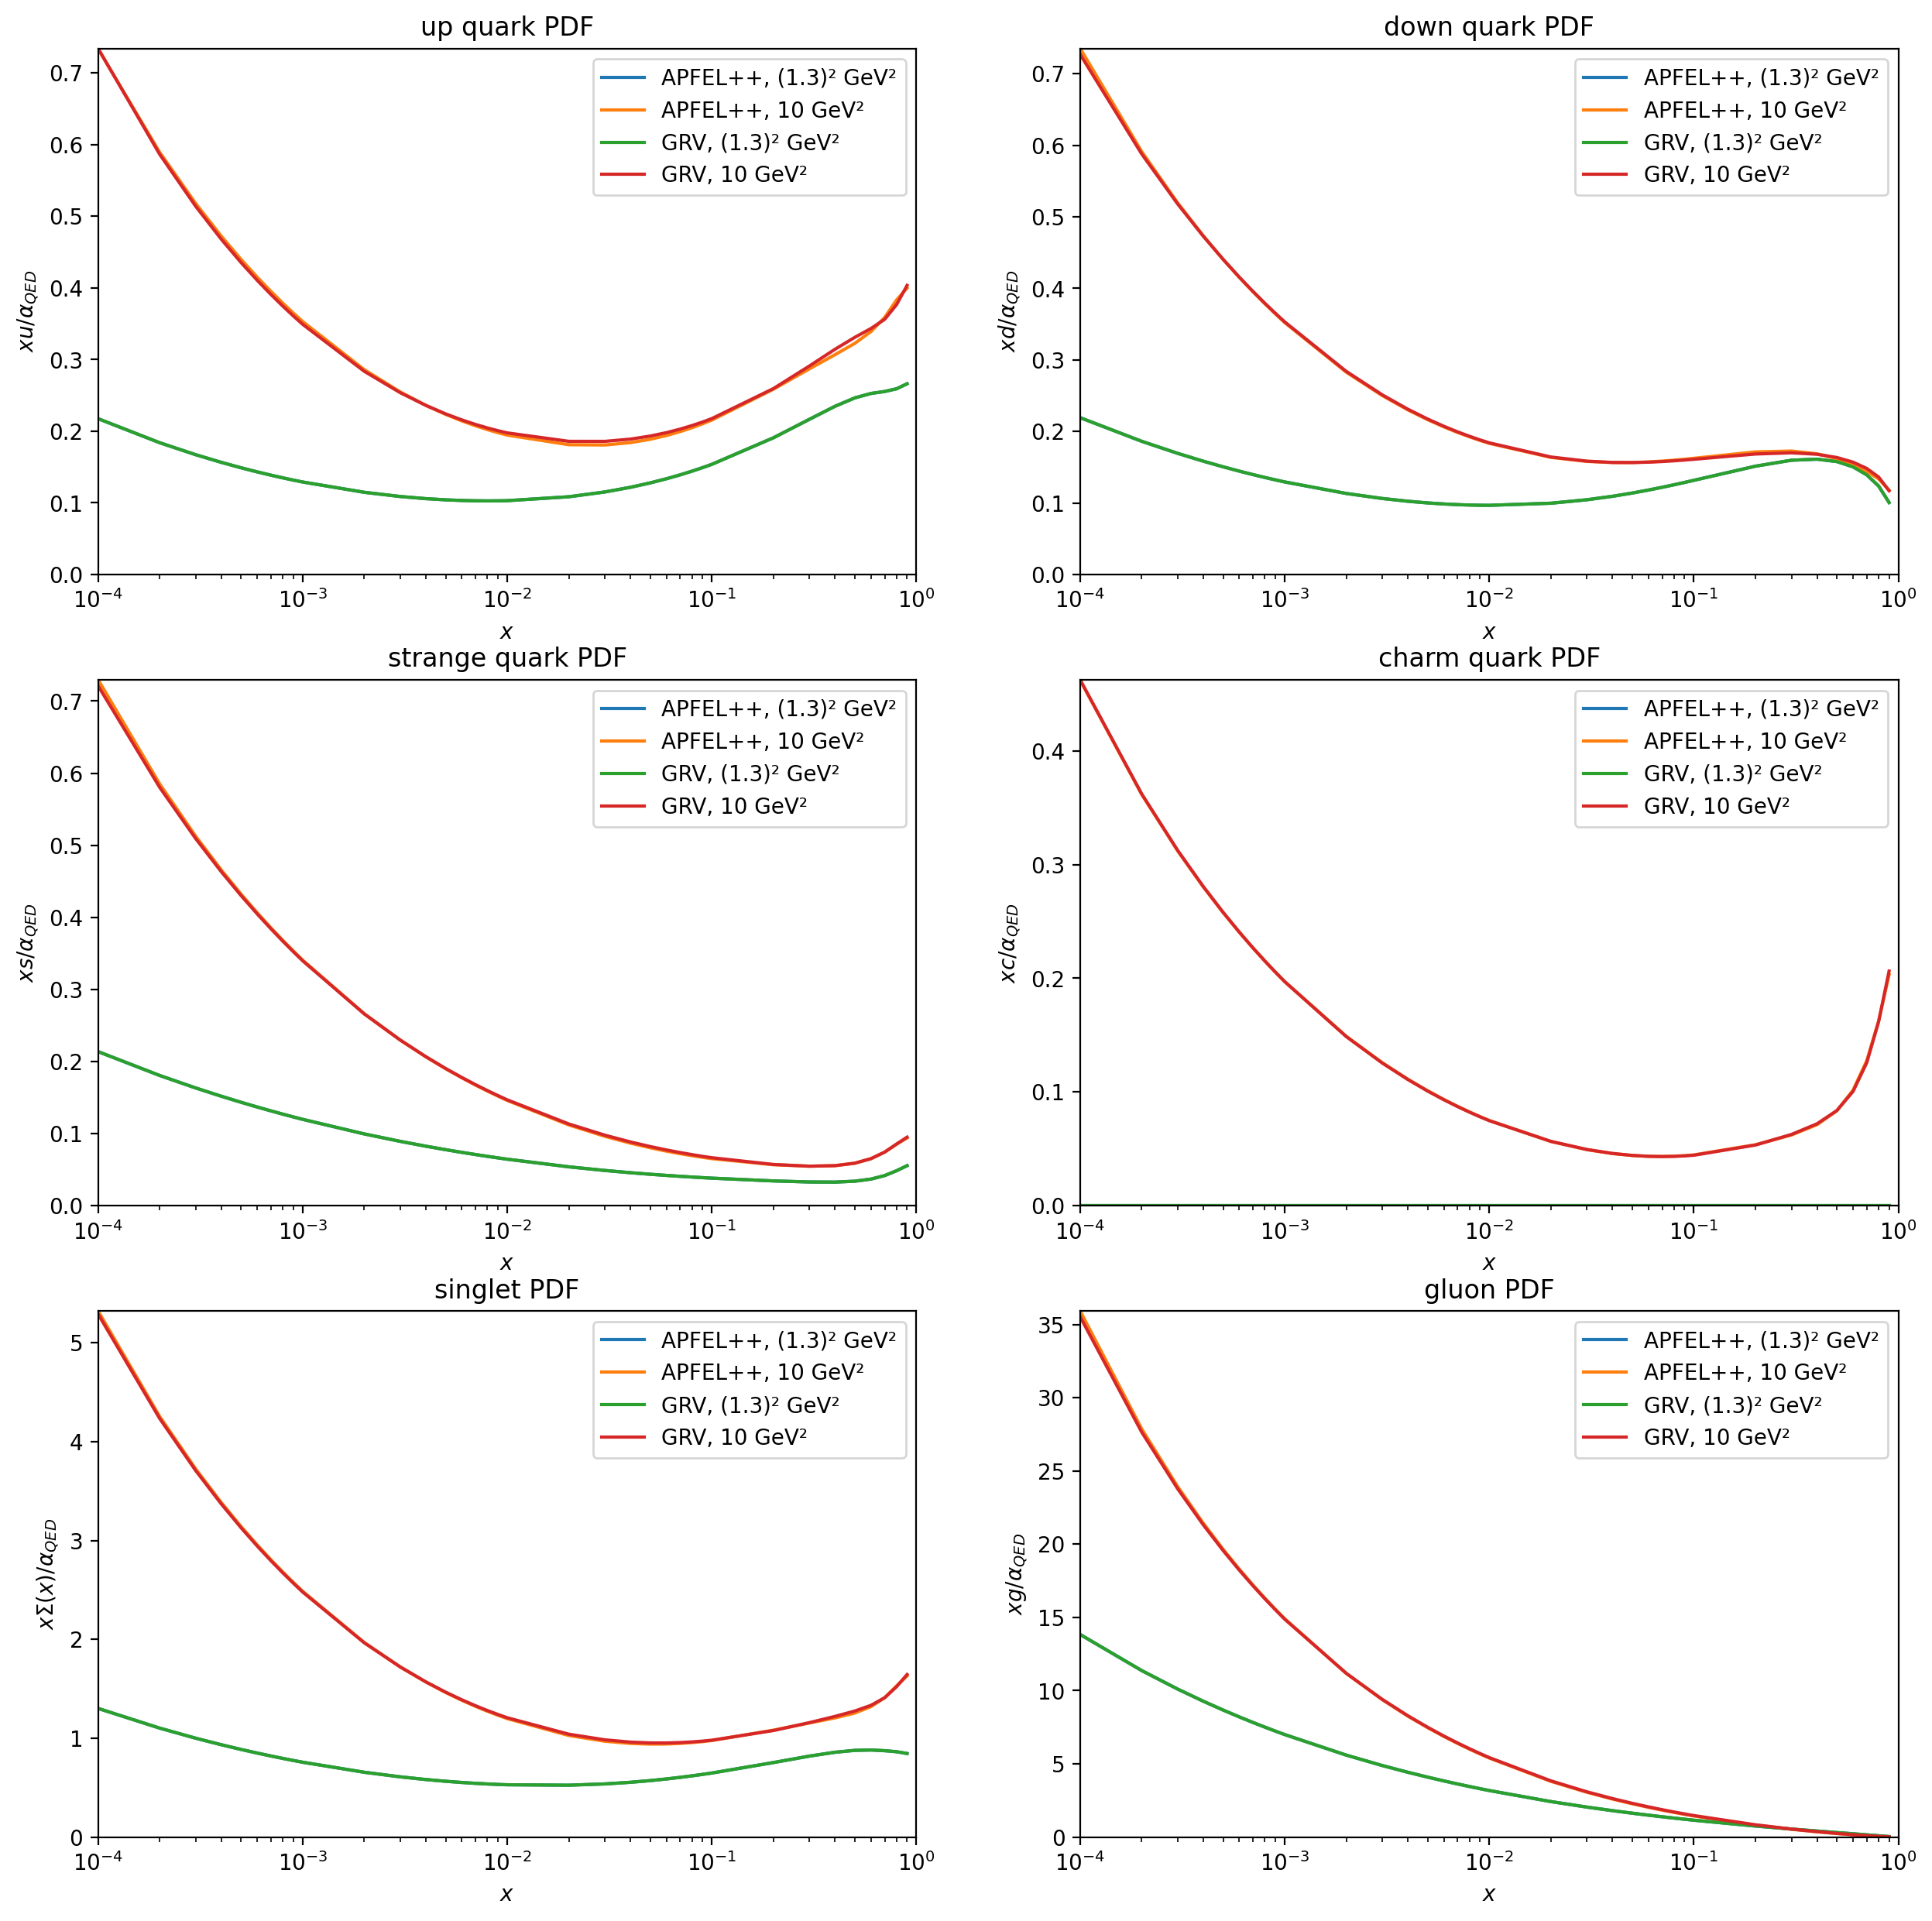 up quark PDF
xu/α_QED
0.7
0.6
0.5
0.4
0.3
0.2
0.1
0.0
APFEL++, (1.3)² GeV²
APFEL++, 10 GeV²
GRV, (1.3)² GeV²
GRV, 10 GeV²
10⁻⁴ 10⁻³ 10⁻² 10⁻¹ 10⁰
x
down quark PDF
xd/α_QED
0.7
0.6
0.5
0.4
0.3
0.2
0.1
0.0
APFEL++, (1.3)² GeV²
APFEL++, 10 GeV²
GRV, (1.3)² GeV²
GRV, 10 GeV²
10⁻⁴ 10⁻³ 10⁻² 10⁻¹ 10⁰
x
strange quark PDF
xs/α_QED
0.7
0.6
0.5
0.4
0.3
0.2
0.1
0.0
APFEL++, (1.3)² GeV²
APFEL++, 10 GeV²
GRV, (1.3)² GeV²
GRV, 10 GeV²
10⁻⁴ 10⁻³ 10⁻² 10⁻¹ 10⁰
x
charm quark PDF
xc/α_QED
0.4
0.3
0.2
0.1
0.0
APFEL++, (1.3)² GeV²
APFEL++, 10 GeV²
GRV, (1.3)² GeV²
GRV, 10 GeV²
10⁻⁴ 10⁻³ 10⁻² 10⁻¹ 10⁰
x
singlet PDF
xΣ(x)/α_QED
5
4
3
2
1
0
APFEL++, (1.3)² GeV²
APFEL++, 10 GeV²
GRV, (1.3)² GeV²
GRV, 10 GeV²
10⁻⁴ 10⁻³ 10⁻² 10⁻¹ 10⁰
x
gluon PDF
xg/α_QED
35
30
25
20
15
10
5
0
APFEL++, (1.3)² GeV²
APFEL++, 10 GeV²
GRV, (1.3)² GeV²
GRV, 10 GeV²
10⁻⁴ 10⁻³ 10⁻² 10⁻¹ 10⁰
x